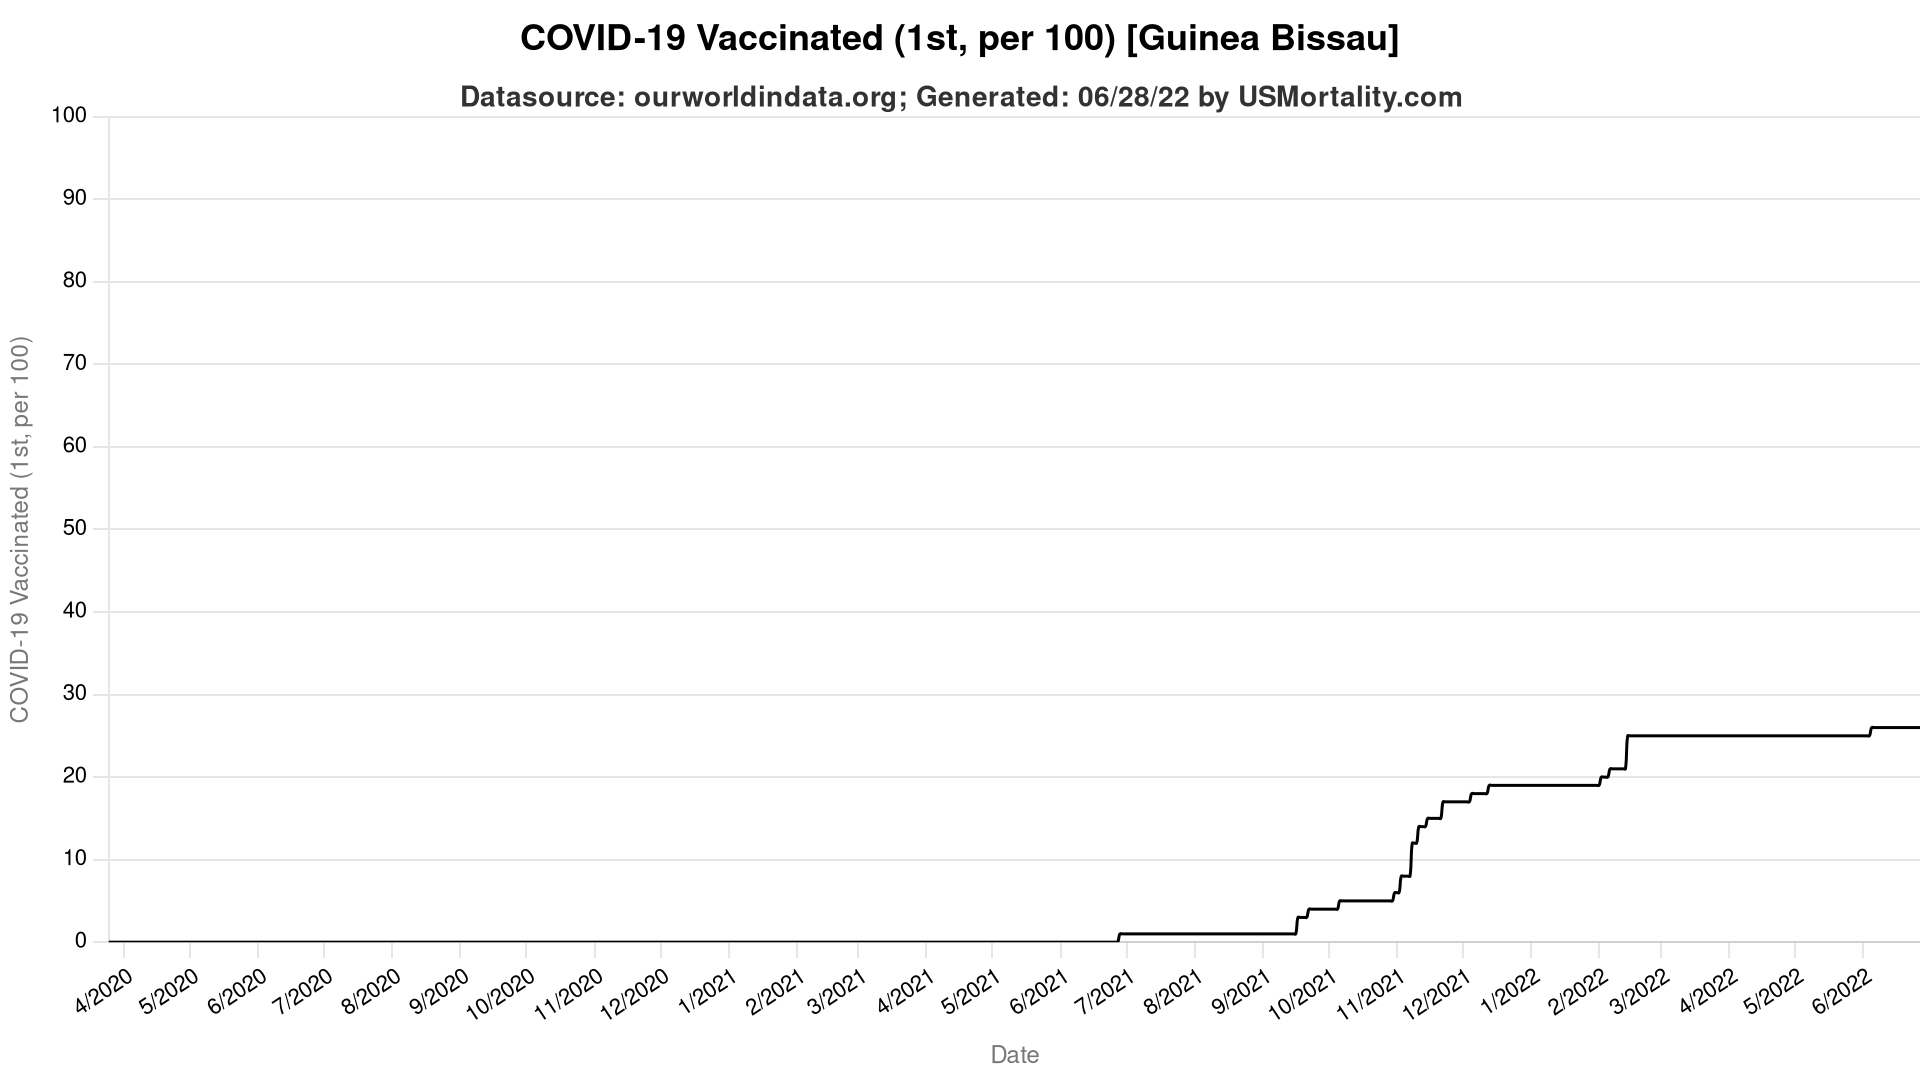 COVID-19 Vaccinated (1st, per 100) [Guinea Bissau]
Datasource: ourworldindata.org; Generated: 06/28/22 by USMortality.com
COVID-19 Vaccinated (1st, per 100)
100
90
80
70
60
50
40
30
20
10
0
4/2020 5/2020 6/2020 7/2020 8/2020 9/2020 10/2020 11/2020 12/2020 1/2021 2/2021 3/2021 4/2021 5/2021 6/2021 7/2021 8/2021 9/2021 10/2021 11/2021 12/2021 1/2022 2/2022 3/2022 4/2022 5/2022 6/2022
Date